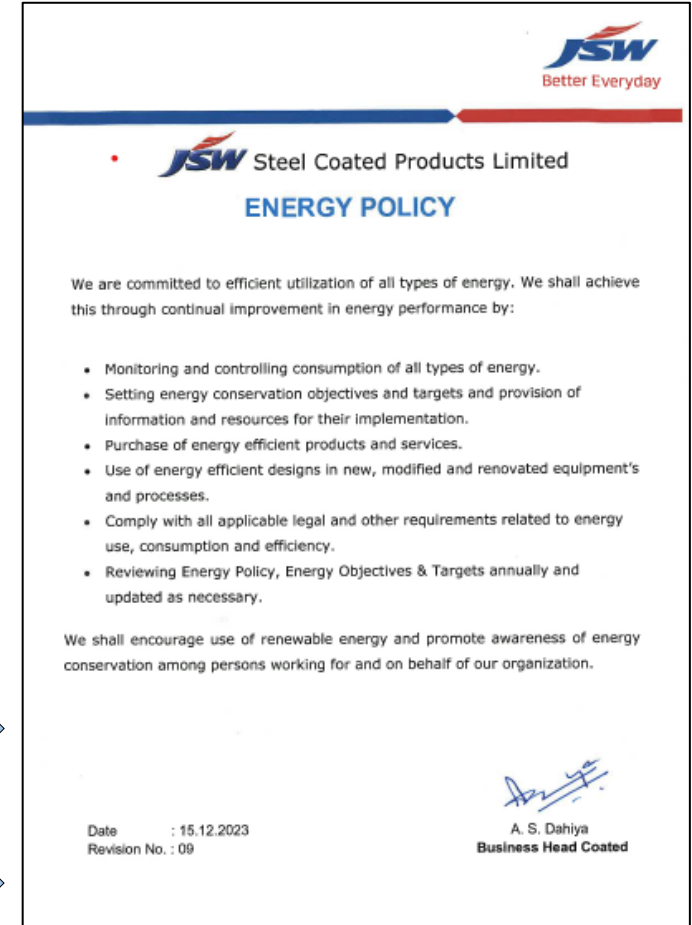 JSW
Better Everyday
JSW Steel Coated Products Limited
ENERGY POLICY
We are committed to efficient utilization of all types of energy. We shall achieve
this through continual improvement in energy performance by:
• Monitoring and controlling consumption of all types of energy.
• Setting energy conservation objectives and targets and provision of
information and resources for their implementation.
• Purchase of energy efficient products and services.
• Use of energy efficient designs in new, modified and renovated equipment's
and processes.
• Comply with all applicable legal and other requirements related to energy
use, consumption and efficiency.
• Reviewing Energy Policy, Energy Objectives & Targets annually and
updated as necessary.
We shall encourage use of renewable energy and promote awareness of energy
conservation among persons working for and on behalf of our organization.
Date : 15.12.2023
Revision No. : 09
A. S. Dahiya
Business Head Coated